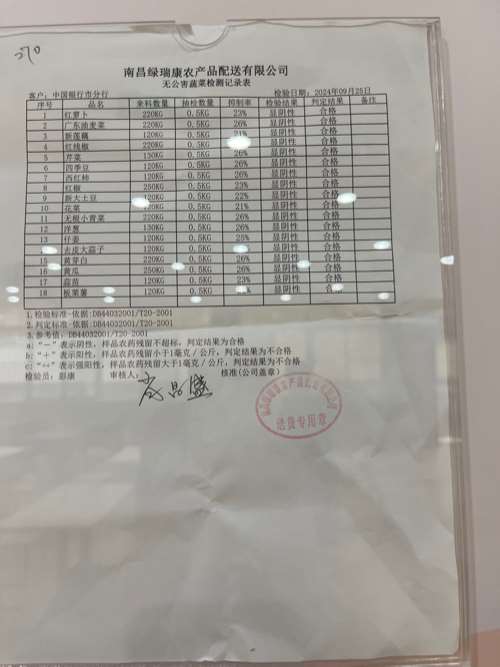 270
南昌绿瑞康农产品配送有限公司
无公害蔬菜检测记录表
客户：中国银行市分行 检验日期：2024年09月25日
序号 品名 来料数量 抽检数量 抑制率 检验结果 判定结果 备注
1 红萝卜 220KG 0.5KG 23% 显阴性 合格
2 广东油麦菜 220KG 0.5KG 26% 显阴性 合格
3 新莲藕 120KG 0.5KG 21% 显阴性 合格
4 红线椒 220KG 0.5KG 26% 显阴性 合格
5 芹菜 130KG 0.5KG 26% 显阴性 合格
6 四季豆 120KG 0.5KG 26% 显阴性 合格
7 西红柿 120KG 0.5KG 26% 显阴性 合格
8 红椒 250KG 0.5KG 23% 显阴性 合格
9 新大土豆 120KG 0.5KG 22% 显阴性 合格
10 花菜 0.5KG 21% 显阴性 合格
11 无根小青菜 220KG 0.5KG 26% 显阴性 合格
12 洋葱 130KG 0.5KG 26% 显阴性 合格
13 仔姜 120KG 0.5KG 25% 显阴性 合格
去皮大蒜子 120KG 0.5KG 显阴性 合格
15 黄芽白 220KG 0.5KG 26% 显阴性 合格
16 黄瓜 250KG 0.5KG 26% 显阴性 合格
17 蒜苗 120KG 0.5KG 23% 显阴性 合格
18 板栗薯 120KG 0.5KG 显阴性 合格
1.检验标准-依据:DB44032001/T20-2001
2.判定标准-依据:DB44032001/T20-2001
3.参考值:DB44032001/T20-2001
a:"－"表示阴性，样品农药残留不超标，判定结果为合格
b:"＋"表示阳性，样品农药残留小于1毫克／公斤，判定结果为不合格
c:"++"表示强阳性，样品农药残留大于1毫克／公斤，判定结果为不合格
检验员：彭康 审核人： 核准(公司盖章)
送货专用章